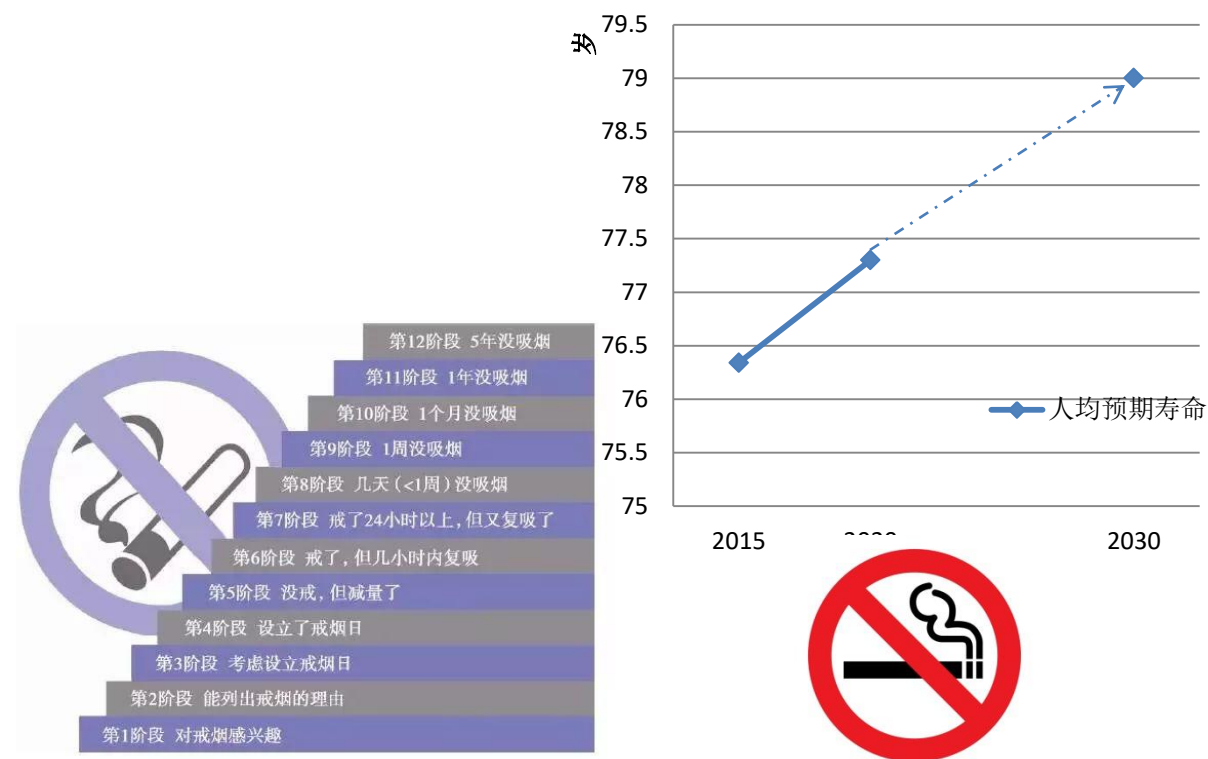 岁
79.5
79
78.5
78
77.5
77
76.5
76
75.5
75
2015
2030
人均预期寿命
第12阶段 5年没吸烟
第11阶段 1年没吸烟
第10阶段 1个月没吸烟
第9阶段 1周没吸烟
第8阶段 几天(<1周)没吸烟
第7阶段 戒了24小时以上,但又复吸了
第6阶段 戒了,但几小时内复吸
第5阶段 没戒,但减量了
第4阶段 设立了戒烟日
第3阶段 考虑设立戒烟日
第2阶段 能列出戒烟的理由
第1阶段 对戒烟感兴趣